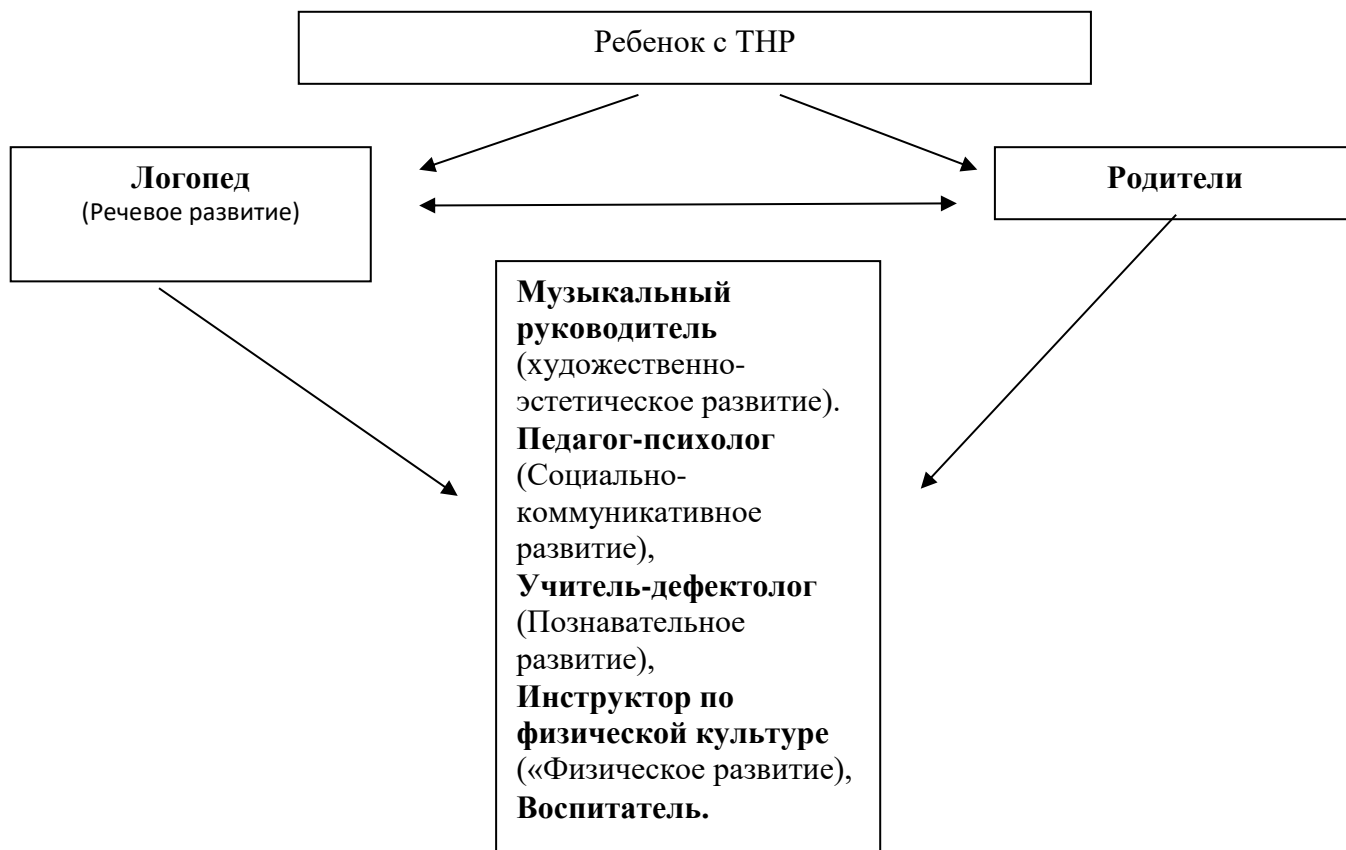 Ребенок с ТНР
Логопед
(Речевое развитие)
Родители
Музыкальный
руководитель
(художественно-
эстетическое развитие).
Педагог-психолог
(Социально-
коммуникативное
развитие),
Учитель-дефектолог
(Познавательное
развитие),
Инструктор по
физической культуре
(«Физическое развитие),
Воспитатель.